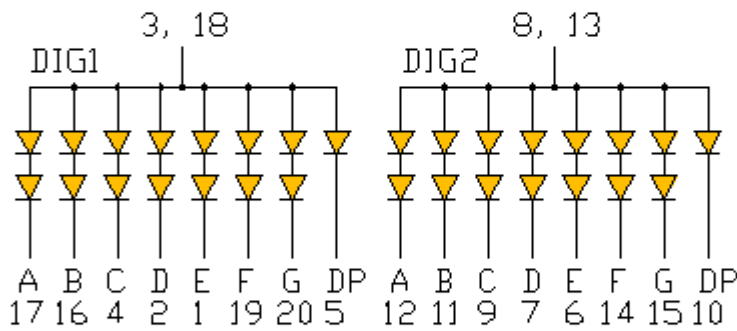 3, 18 8, 13
DIG1 DIG2
A B C D E F G DP A B C D E F G DP
17 16 4 2 1 19 20 5 12 11 9 7 6 14 15 10